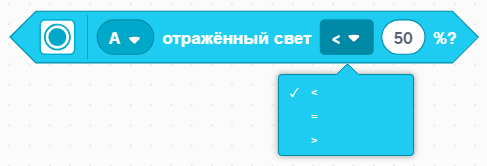 A отражённый свет < 50 %?
<
=
>